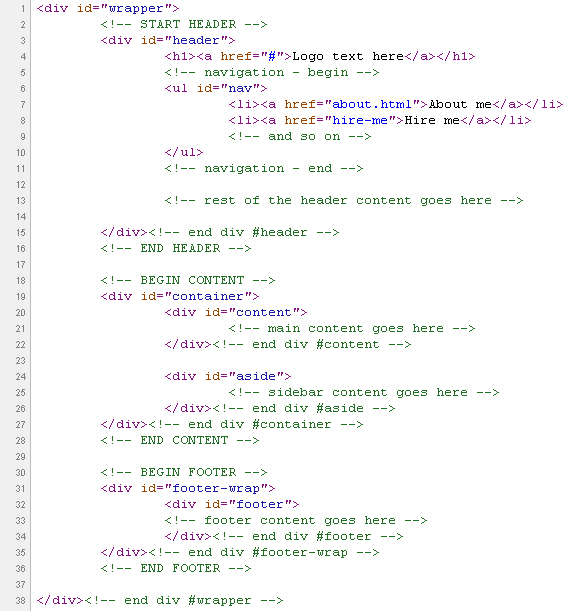 1 <div id="wrapper">
2 <!-- START HEADER -->
3 <div id="header">
4 <h1><a href="#">Logo text here</a></h1>
5 <!-- navigation - begin -->
6 <ul id="nav">
7 <li><a href="about.html">About me</a></li>
8 <li><a href="hire-me">Hire me</a></li>
9 <!-- and so on -->
10 </ul>
11 <!-- navigation - end -->
12
13 <!-- rest of the header content goes here -->
14
15 </div><!-- end div #header -->
16 <!-- END HEADER -->
17
18 <!-- BEGIN CONTENT -->
19 <div id="container">
20 <div id="content">
21 <!-- main content goes here -->
22 </div><!-- end div #content -->
23
24 <div id="aside">
25 <!-- sidebar content goes here -->
26 </div><!-- end div #aside -->
27 </div><!-- end div #container -->
28 <!-- END CONTENT -->
29
30 <!-- BEGIN FOOTER -->
31 <div id="footer-wrap">
32 <div id="footer">
33 <!-- footer content goes here -->
34 </div><!-- end div #footer -->
35 </div><!-- end div #footer-wrap -->
36 <!-- END FOOTER -->
37
38 </div><!-- end div #wrapper -->